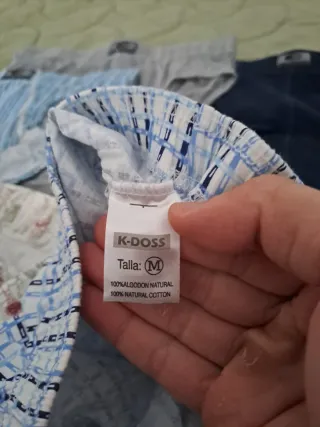 K-DOSS
Talla: M
100%ALGODON NATURAL
100% NATURAL COTTON